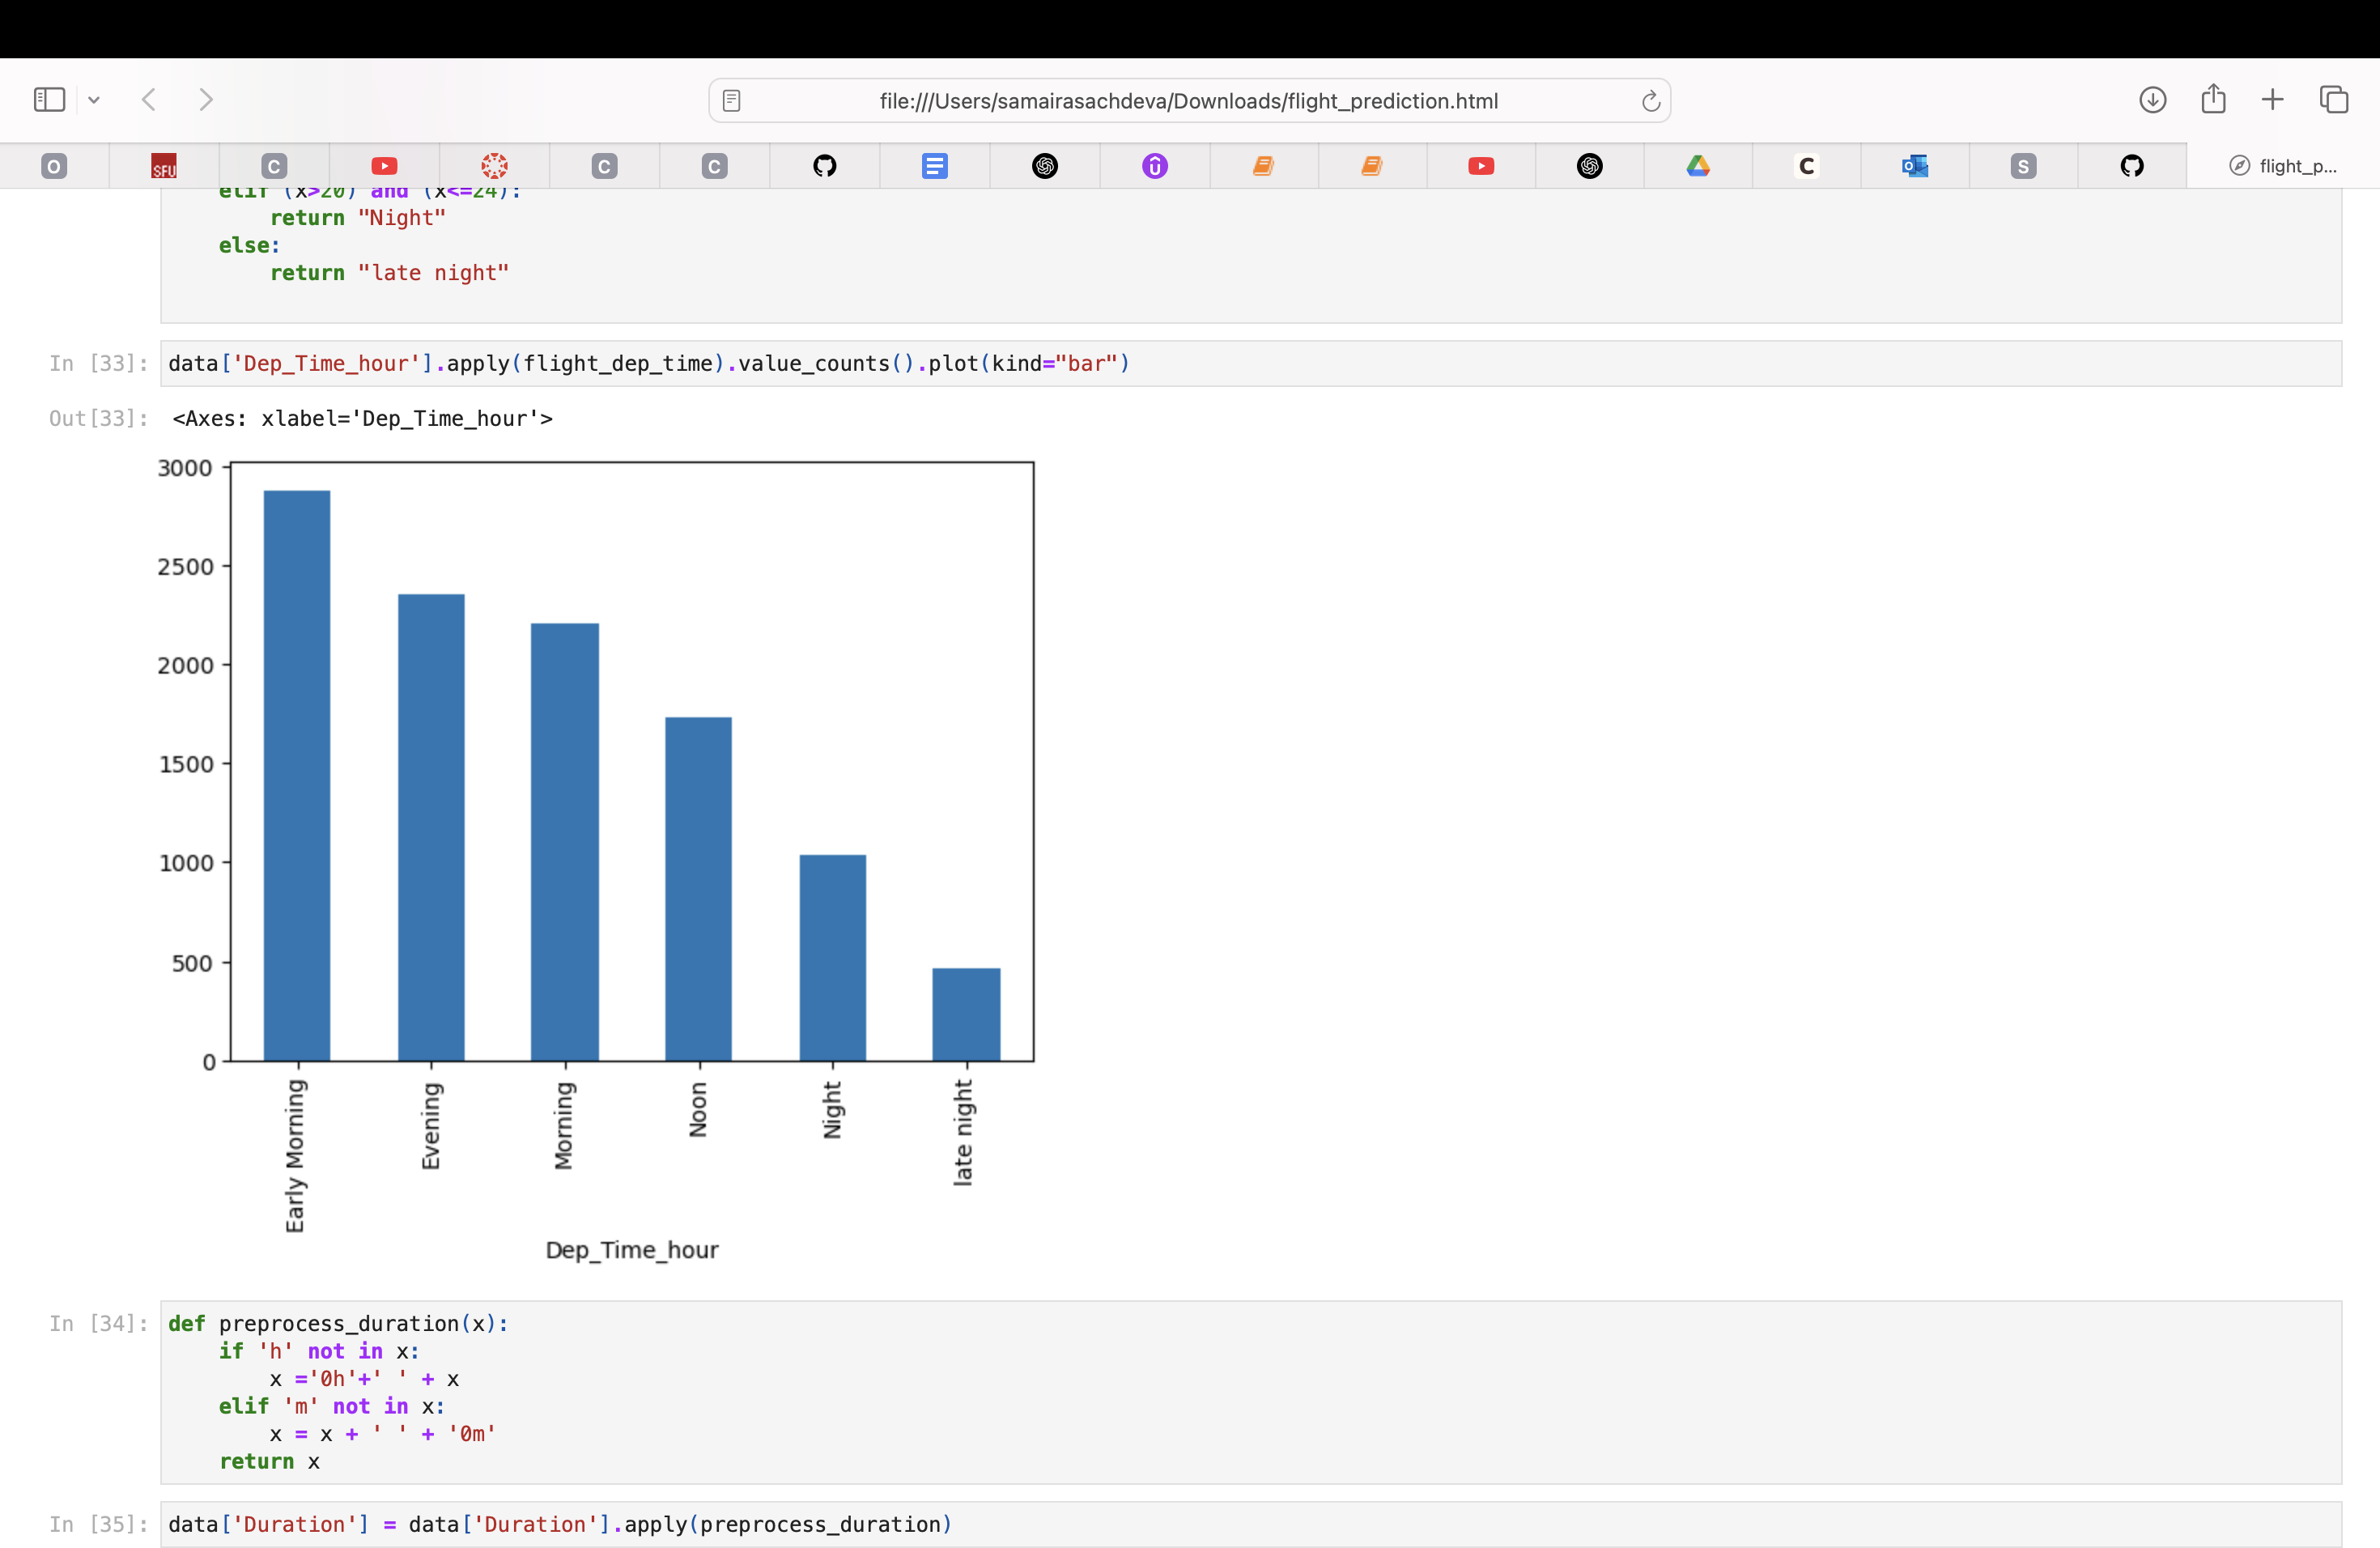 file:///Users/samairasachdeva/Downloads/flight_prediction.html
O SFU C C C C S flight_p...
elif (x>20) and (x<=24):
return "Night"
else:
return "late night"
In [33]: data['Dep_Time_hour'].apply(flight_dep_time).value_counts().plot(kind="bar")
Out[33]: <Axes: xlabel='Dep_Time_hour'>
3000
2500
2000
1500
1000
500
0
Early Morning
Evening
Morning
Noon
Night
late night
Dep_Time_hour
In [34]: def preprocess_duration(x):
if 'h' not in x:
x ='0h'+' ' + x
elif 'm' not in x:
x = x + ' ' + '0m'
return x
In [35]: data['Duration'] = data['Duration'].apply(preprocess_duration)